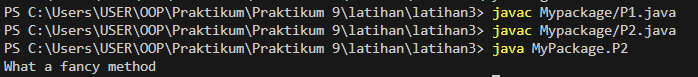 PS C:\Users\USER\OOP\Praktikum\Praktikum 9\latihan\latihan3> javac Mypackage/P1.java
PS C:\Users\USER\OOP\Praktikum\Praktikum 9\latihan\latihan3> javac Mypackage/P2.java
PS C:\Users\USER\OOP\Praktikum\Praktikum 9\latihan\latihan3> java MyPackage.P2
What a fancy method